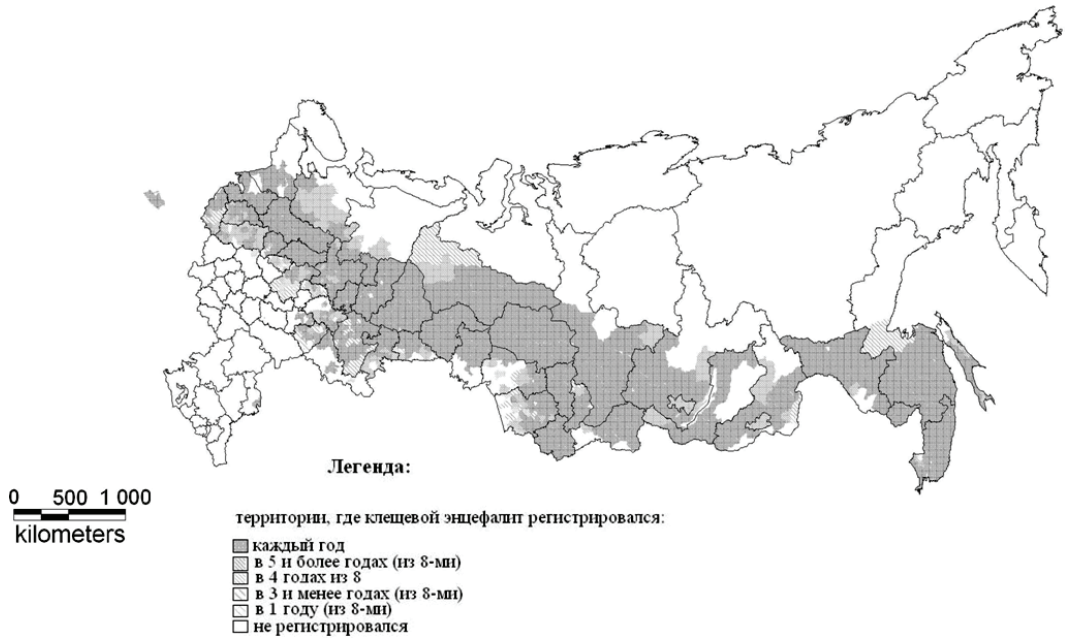 Легенда:
0 500 1 000
kilometers
территории, где клещевой энцефалит регистрировался:
каждый год
в 5 и более годах (из 8-ми)
в 4 годах из 8
в 3 и менее годах (из 8-ми)
в 1 году (из 8-ми)
не регистрировался